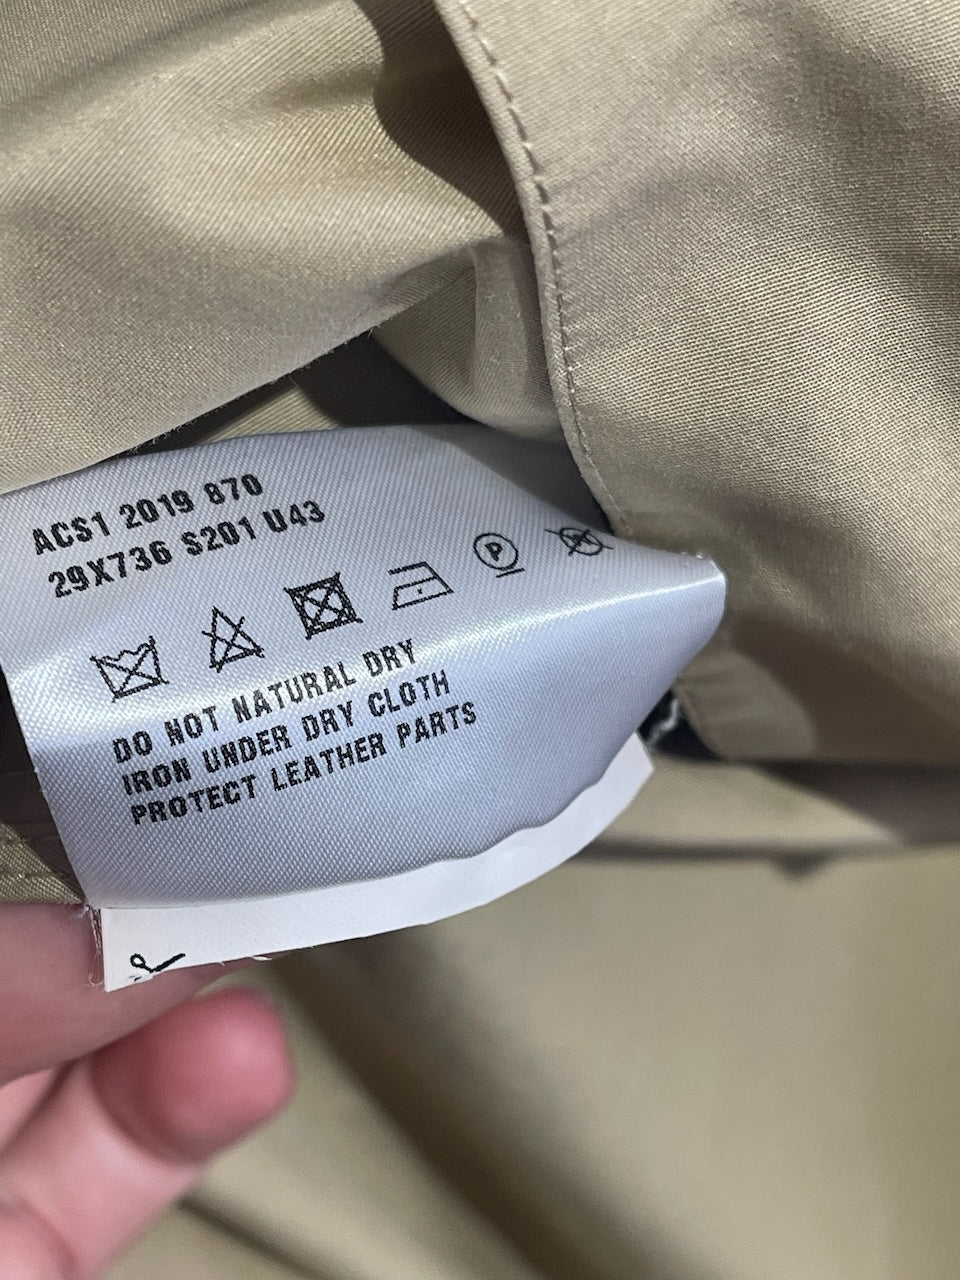 ACS1 2019 870
29X736 S201 U43
P
DO NOT NATURAL DRY
IRON UNDER DRY CLOTH
PROTECT LEATHER PARTS